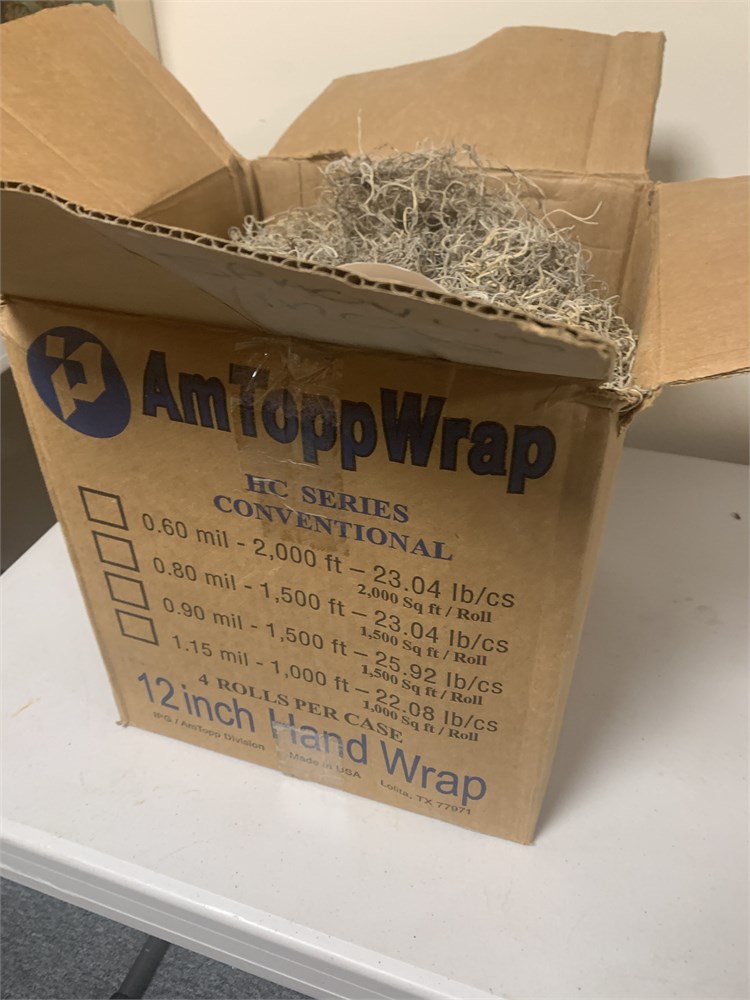 AmToppWrap
HC SERIES
CONVENTIONAL
0.60 mil - 2,000 ft – 23.04 lb/cs
2,000 Sq ft / Roll
0.80 mil - 1,500 ft – 23.04 lb/cs
1,500 Sq ft / Roll
0.90 mil - 1,500 ft – 25.92 lb/cs
1,500 Sq ft / Roll
1.15 mil - 1,000 ft – 22.08 lb/cs
1,000 Sq ft / Roll
4 ROLLS PER CASE
12 inch Hand Wrap
IPG / AmTopp Division Made in USA Lolita, TX 77971